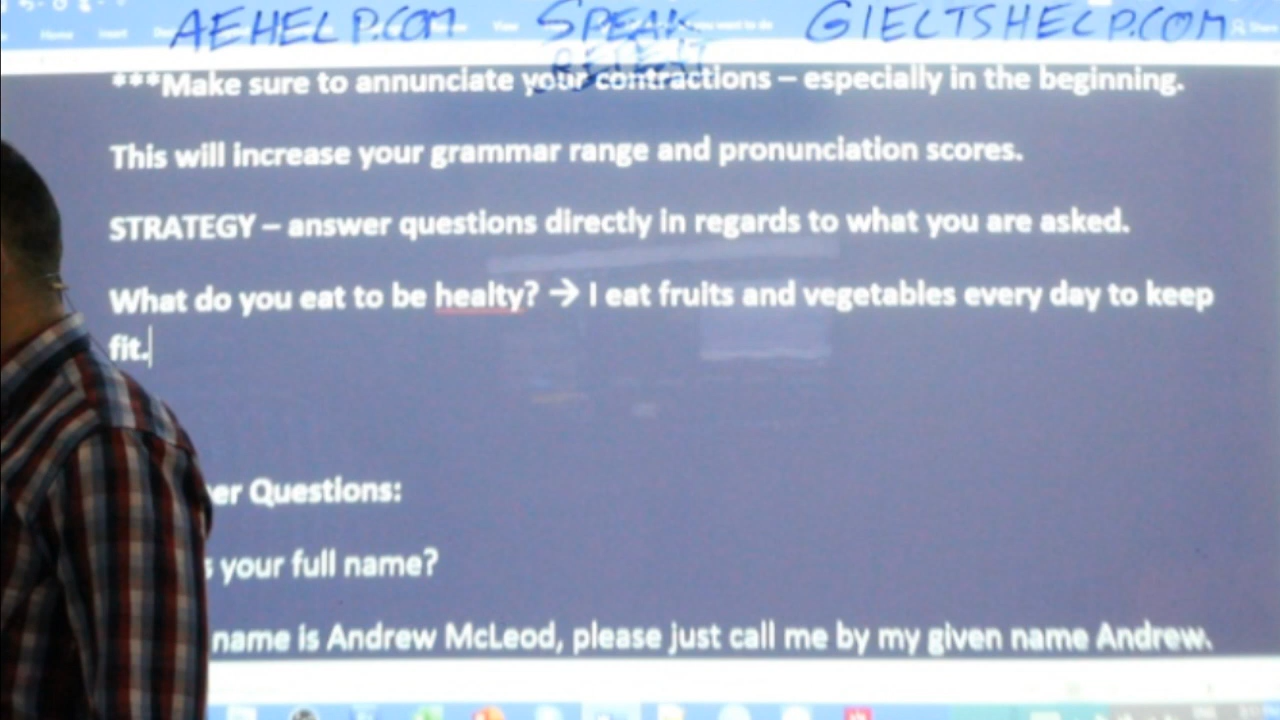 AEHELP.COM SPEAK GIELTSHELP.COM
Home Insert
***Make sure to annunciate your contractions – especially in the beginning.
This will increase your grammar range and pronunciation scores.
STRATEGY – answer questions directly in regards to what you are asked.
What do you eat to be healty? → I eat fruits and vegetables every day to keep
fit.
er Questions:
s your full name?
name is Andrew McLeod, please just call me by my given name Andrew.